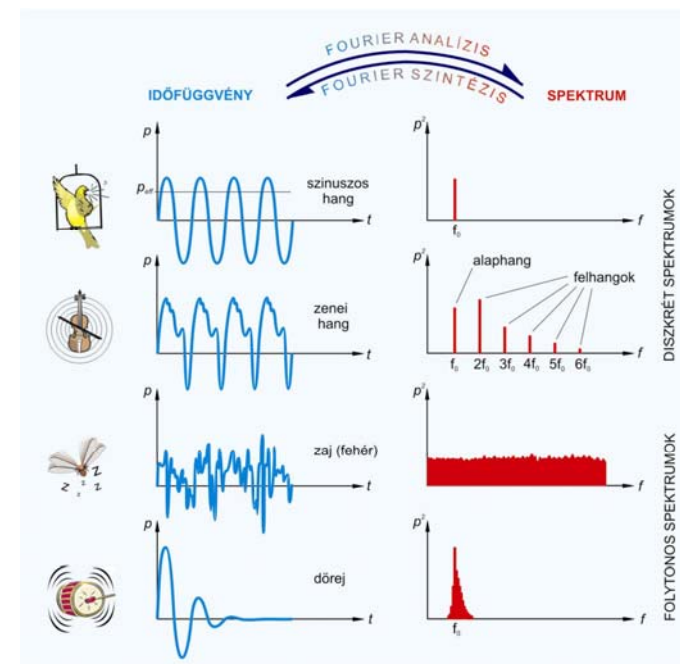 FOURIER ANALÍZIS
FOURIER SZINTÉZIS
IDŐFÜGGVÉNY
SPEKTRUM
p
p eff
szinuszos
hang
t
p²
f₀
f
p
zenei
hang
t
p²
alaphang
felhangok
f₀ 2f₀ 3f₀ 4f₀ 5f₀ 6f₀
f
DISZKRÉT SPEKTRUMOK
z z z z z
p
zaj (fehér)
t
p²
f
p
dörej
t
p²
f₀
f
FOLYTONOS SPEKTRUMOK